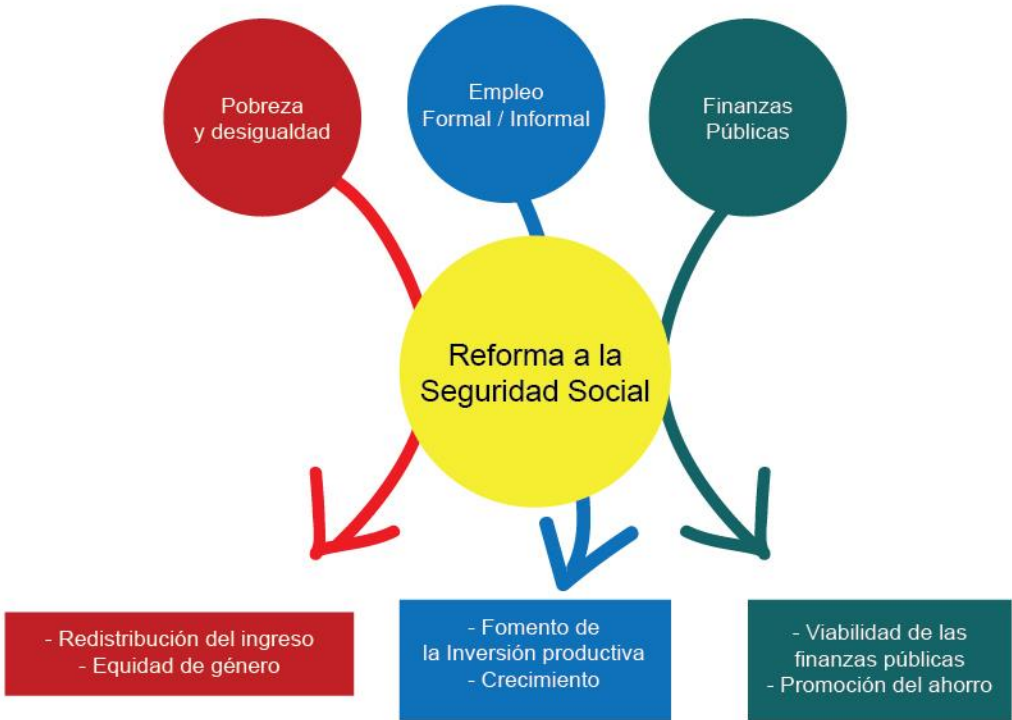 Pobreza
y desigualdad
Empleo
Formal / Informal
Finanzas
Públicas
Reforma a la
Seguridad Social
- Redistribución del ingreso
- Equidad de género
- Fomento de
la Inversión productiva
- Crecimiento
- Viabilidad de las
finanzas públicas
- Promoción del ahorro